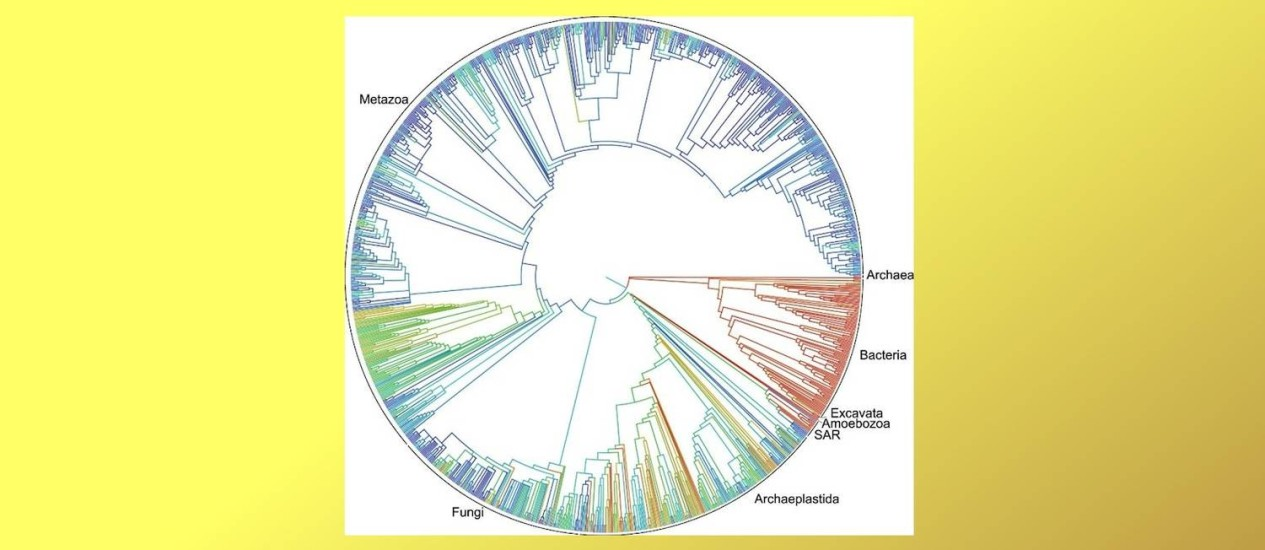 Metazoa
Archaea
Bacteria
Excavata
Amoebozoa
SAR
Archaeplastida
Fungi